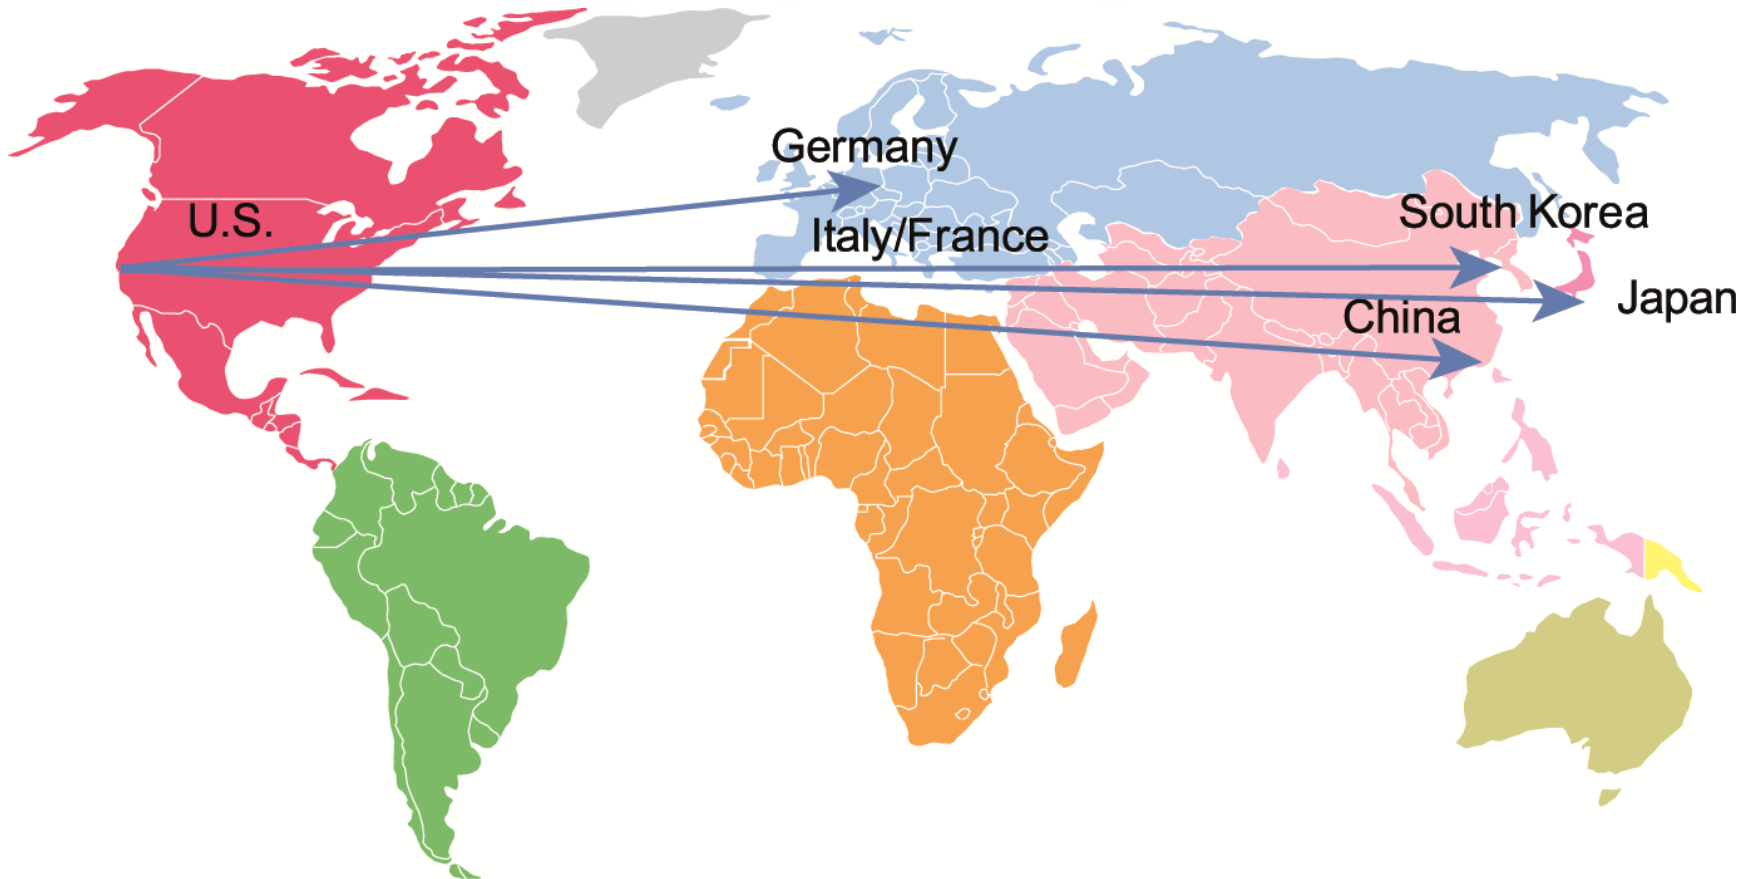 Germany
U.S.
South Korea
Italy/France
Japan
China